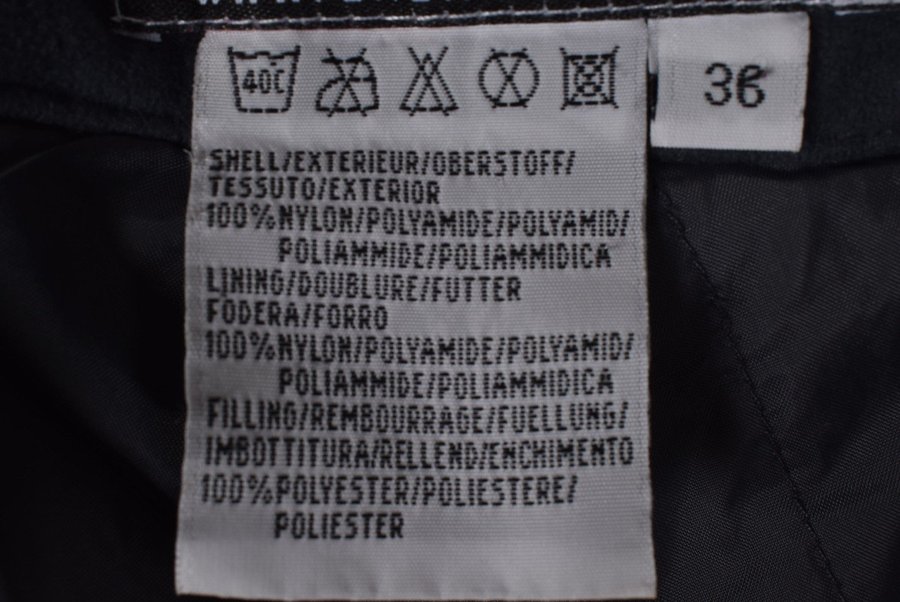 40C
36
SHELL/EXTERIEUR/OBERSTOFF/
TESSUTO/EXTERIOR
100%NYLON/POLYAMIDE/POLYAMID/
POLIAMMIDE/POLIAMMIDICA
LINING/DOUBLURE/FUTTER
FODERA/FORRO
100%NYLON/POLYAMIDE/POLYAMID/
POLIAMMIDE/POLIAMMIDICA
FILLING/REMBOURRAGE/FUELLUNG/
IMBOTTITURA/RELLEND/ENCHIMENTO
100%POLYESTER/POLIESTERE/
POLIESTER